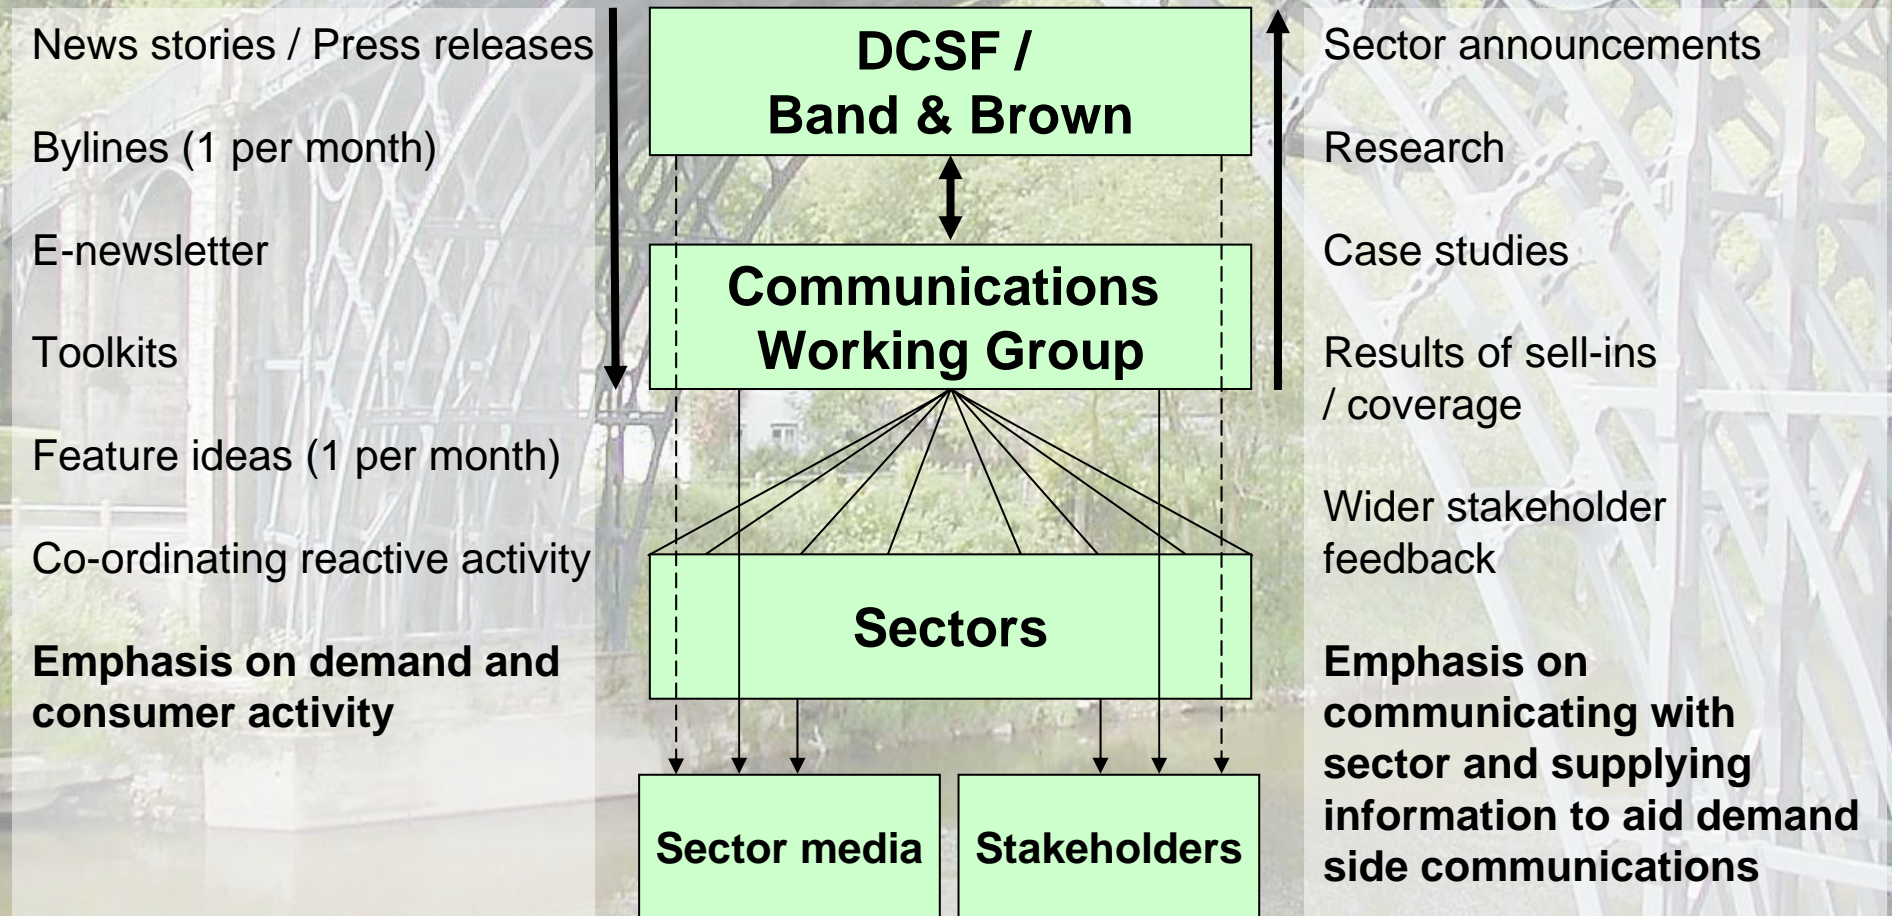 News stories / Press releases
Bylines (1 per month)
E-newsletter
Toolkits
Feature ideas (1 per month)
Co-ordinating reactive activity
Emphasis on demand and
consumer activity
DCSF /
Band & Brown
Communications
Working Group
Sectors
Sector media
Stakeholders
Sector announcements
Research
Case studies
Results of sell-ins
/ coverage
Wider stakeholder
feedback
Emphasis on
communicating with
sector and supplying
information to aid demand
side communications